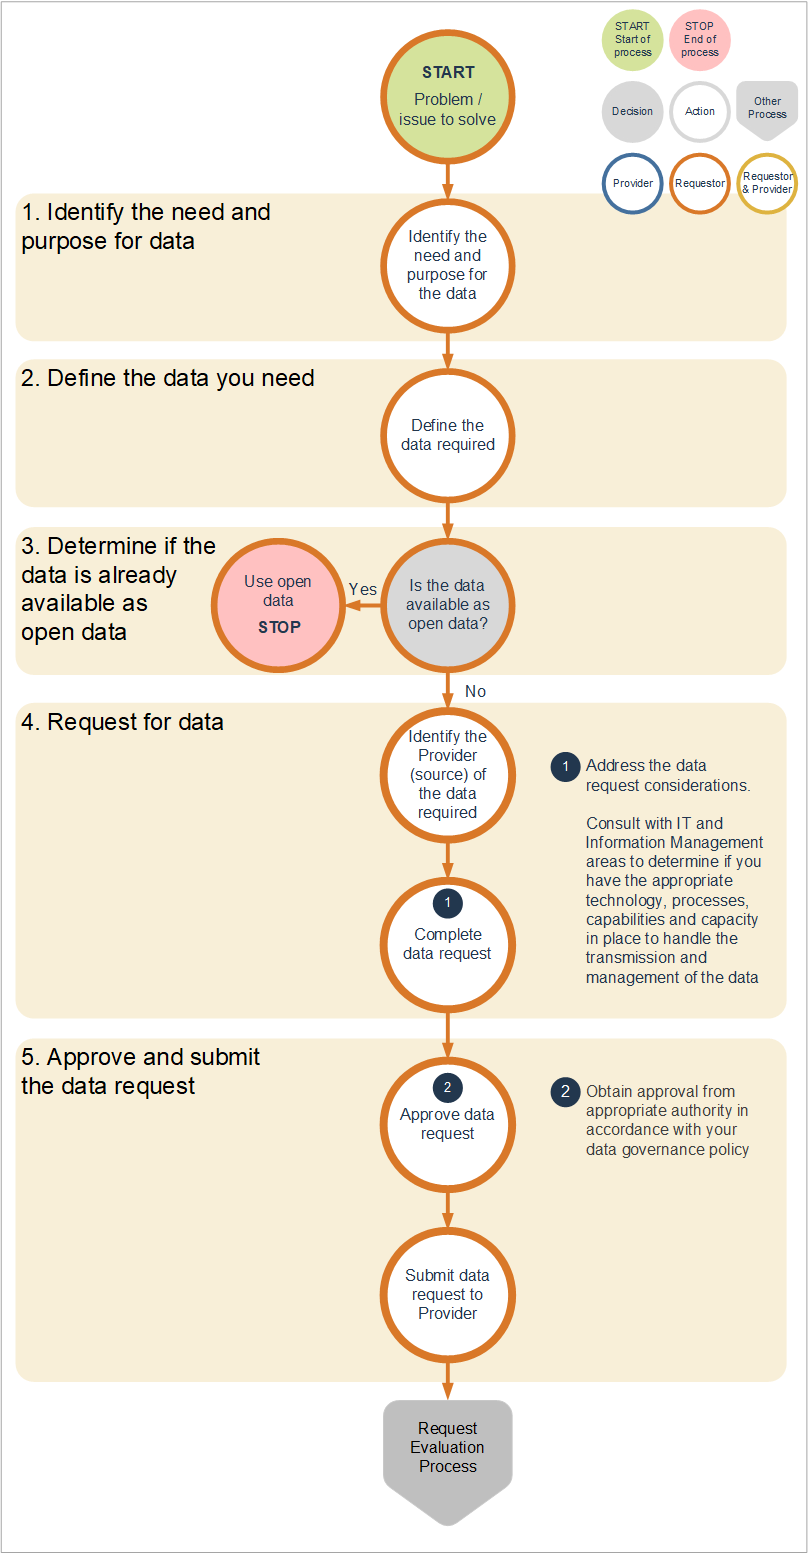 START
Problem /
issue to solve
START
Start of
process
STOP
End of
process
Decision
Action
Other
Process
Provider
Requestor
Requestor
& Provider
1. Identify the need and
purpose for data
Identify the
need and
purpose for
the data
2. Define the data you need
Define the
data required
3. Determine if the
data is already
available as
open data
Use open
data
STOP
Yes
Is the data
available as
open data?
No
4. Request for data
Identify the
Provider
(source) of
the data
required
1
Complete
data request
1
Address the data
request considerations.
Consult with IT and
Information Management
areas to determine if you
have the appropriate
technology, processes,
capabilities and capacity
in place to handle the
transmission and
management of the data
5. Approve and submit
the data request
2
Approve data
request
2
Obtain approval from
appropriate authority in
accordance with your
data governance policy
Submit data
request to
Provider
Request
Evaluation
Process